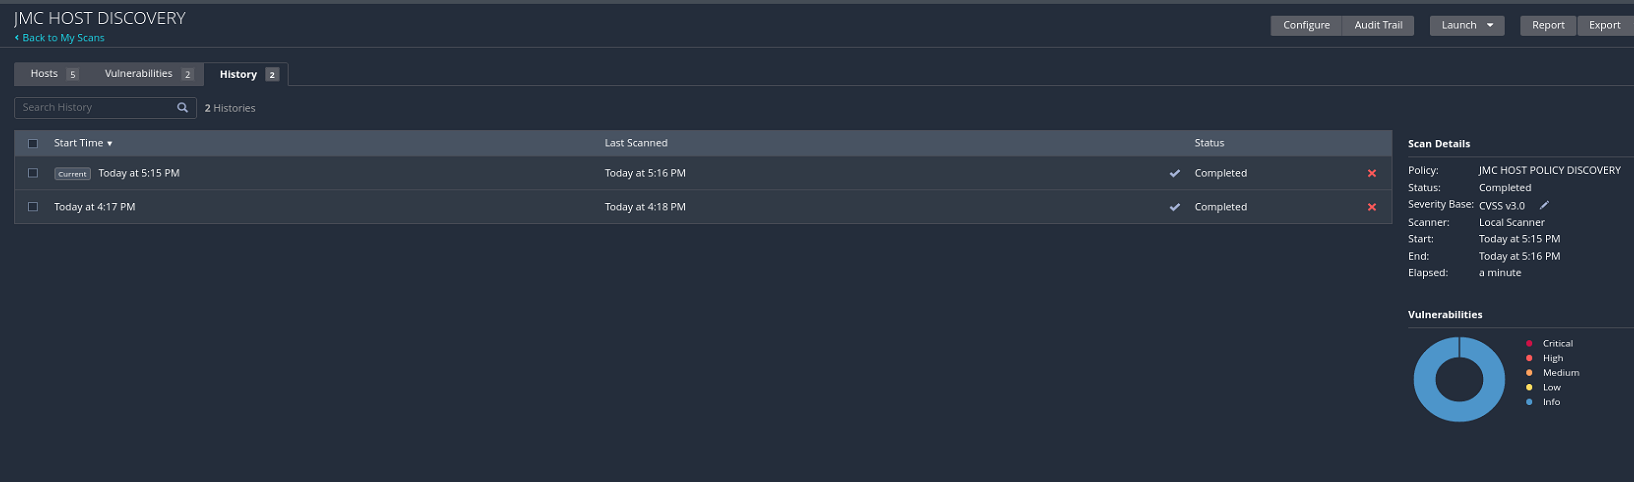 JMC HOST DISCOVERY
Back to My Scans
Configure Audit Trail Launch Report Export
Hosts 5 Vulnerabilities 2 History 2
Search History 2 Histories
Start Time Last Scanned Status
Current Today at 5:15 PM Today at 5:16 PM Completed
Today at 4:17 PM Today at 4:18 PM Completed
Scan Details
Policy: JMC HOST POLICY DISCOVERY
Status: Completed
Severity Base: CVSS v3.0
Scanner: Local Scanner
Start: Today at 5:15 PM
End: Today at 5:16 PM
Elapsed: a minute
Vulnerabilities
Critical
High
Medium
Low
Info